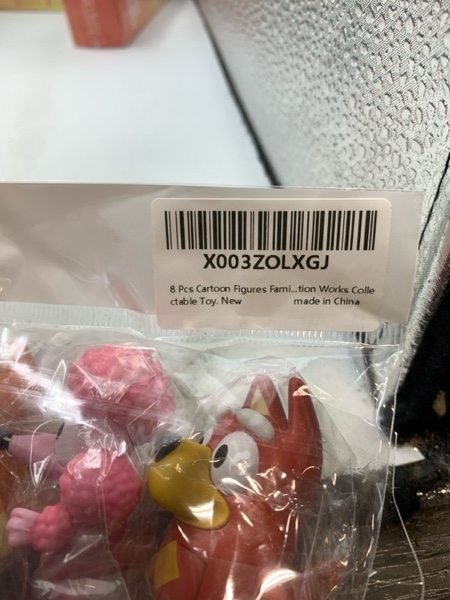 X003ZOLXGJ
8 Pcs Cartoon Figures Fami...tion Works Colle
ctable Toy. New made in China